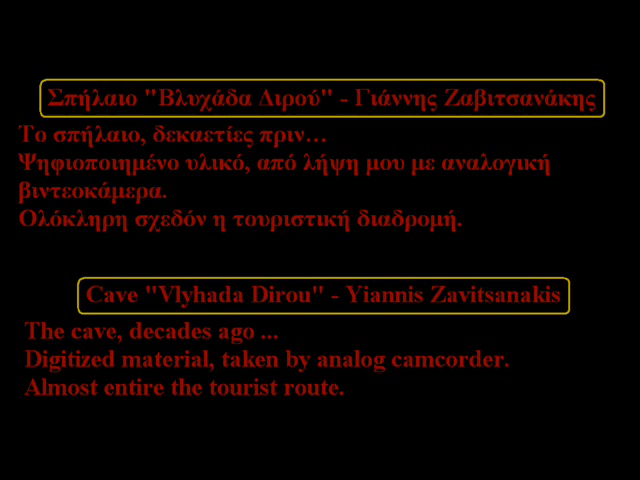 Σπήλαιο "Βλυχάδα Διρού" - Γιάννης Ζαβιτσανάκης
Το σπήλαιο, δεκαετίες πριν…
Ψηφιοποιημένο υλικό, από λήψη μου με αναλογική
βιντεοκάμερα.
Ολόκληρη σχεδόν η τουριστική διαδρομή.
Cave "Vlyhada Dirou" - Yiannis Zavitsanakis
The cave, decades ago ...
Digitized material, taken by analog camcorder.
Almost entire the tourist route.